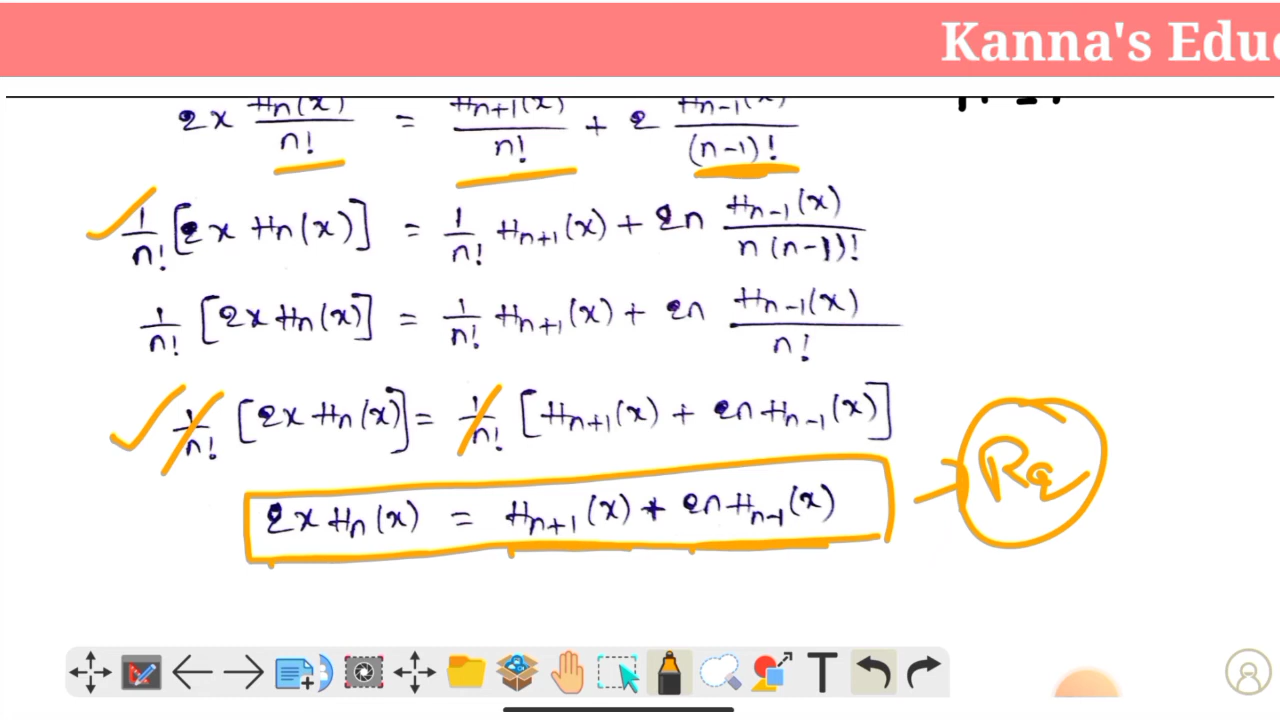 Kanna's Educ
2x Hn(x)/n! = Hn+1(x)/n! + 2 Hn-1(x)/(n-1)!
1/n! [2x Hn(x)] = 1/n! Hn+1(x) + 2n Hn-1(x)/n(n-1)!
1/n! [2x Hn(x)] = 1/n! Hn+1(x) + 2n Hn-1(x)/n!
1/n! [2x Hn(x)] = 1/n! [Hn+1(x) + 2n Hn-1(x)]
2x Hn(x) = Hn+1(x) + 2n Hn-1(x)
T